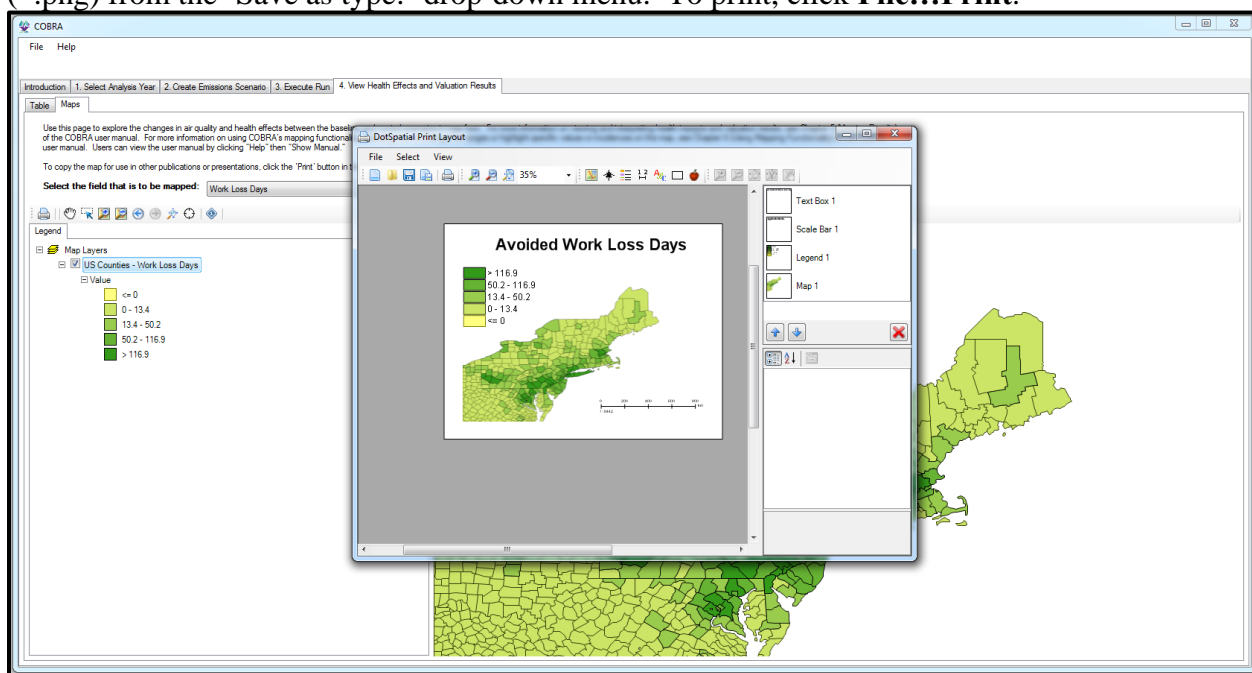 (*.png) from the "Save as type:" drop-down menu. To print, click File…Print.
COBRA
File Help
Introduction 1. Select Analysis Year 2. Create Emissions Scenario 3. Execute Run 4. View Health Effects and Valuation Results
Table Maps
Use this page to explore the changes in air quality and health effects between the baseline
of the COBRA user manual. For more information on using COBRA's mapping functional
user manual. Users can view the user manual by clicking "Help" then "Show Manual."
To copy the map for use in other publications or presentations, click the 'Print' button in t
Select the field that is to be mapped: Work Loss Days
Legend
Map Layers
US Counties - Work Loss Days
Value
<= 0
0 - 13.4
13.4 - 50.2
50.2 - 116.9
> 116.9
DotSpatial Print Layout
File Select View
35%
Avoided Work Loss Days
> 116.9
50.2 - 116.9
13.4 - 50.2
0 - 13.4
<= 0
Text Box 1
Scale Bar 1
Legend 1
Map 1